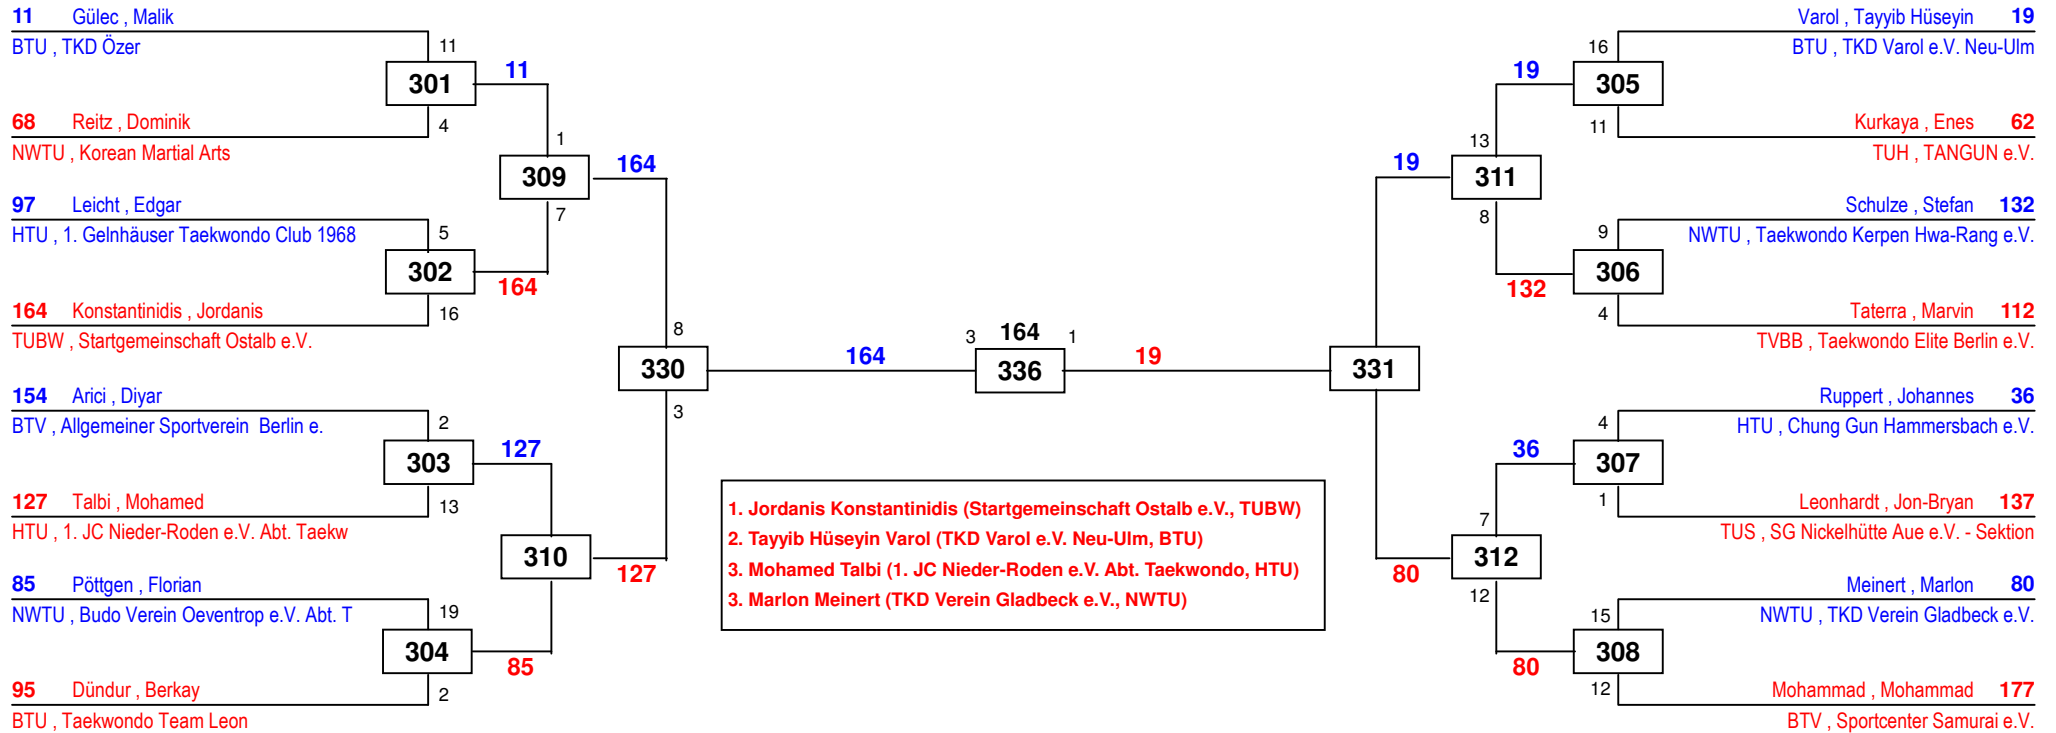 11 Gülec , Malik
BTU , TKD Özer
11
301
11
4
68 Reitz , Dominik
NWTU , Korean Martial Arts
1
309
164
7
97 Leicht , Edgar
HTU , 1. Gelnhäuser Taekwondo Club 1968
5
302
164
16
164 Konstantinidis , Jordanis
TUBW , Startgemeinschaft Ostalb e.V.
8
330
164
3
154 Arici , Diyar
BTV , Allgemeiner Sportverein  Berlin e.
2
303
127
13
127 Talbi , Mohamed
HTU , 1. JC Nieder-Roden e.V. Abt. Taekw
310
127
85 Pöttgen , Florian
NWTU , Budo Verein Oeventrop e.V. Abt. T
19
304
85
2
95 Dündur , Berkay
BTU , Taekwondo Team Leon
3 164 1
336
19
1. Jordanis Konstantinidis (Startgemeinschaft Ostalb e.V., TUBW)
2. Tayyib Hüseyin Varol (TKD Varol e.V. Neu-Ulm, BTU)
3. Mohamed Talbi (1. JC Nieder-Roden e.V. Abt. Taekwondo, HTU)
3. Marlon Meinert (TKD Verein Gladbeck e.V., NWTU)
Varol , Tayyib Hüseyin 19
BTU , TKD Varol e.V. Neu-Ulm
16
19
305
11
Kurkaya , Enes 62
TUH , TANGUN e.V.
13
19
311
8
Schulze , Stefan 132
NWTU , Taekwondo Kerpen Hwa-Rang e.V.
9
306
132
4
Taterra , Marvin 112
TVBB , Taekwondo Elite Berlin e.V.
331
Ruppert , Johannes 36
HTU , Chung Gun Hammersbach e.V.
4
36
307
1
Leonhardt , Jon-Bryan 137
TUS , SG Nickelhütte Aue e.V. - Sektion
7
312
80
12
Meinert , Marlon 80
NWTU , TKD Verein Gladbeck e.V.
15
308
80
12
Mohammad , Mohammad 177
BTV , Sportcenter Samurai e.V.